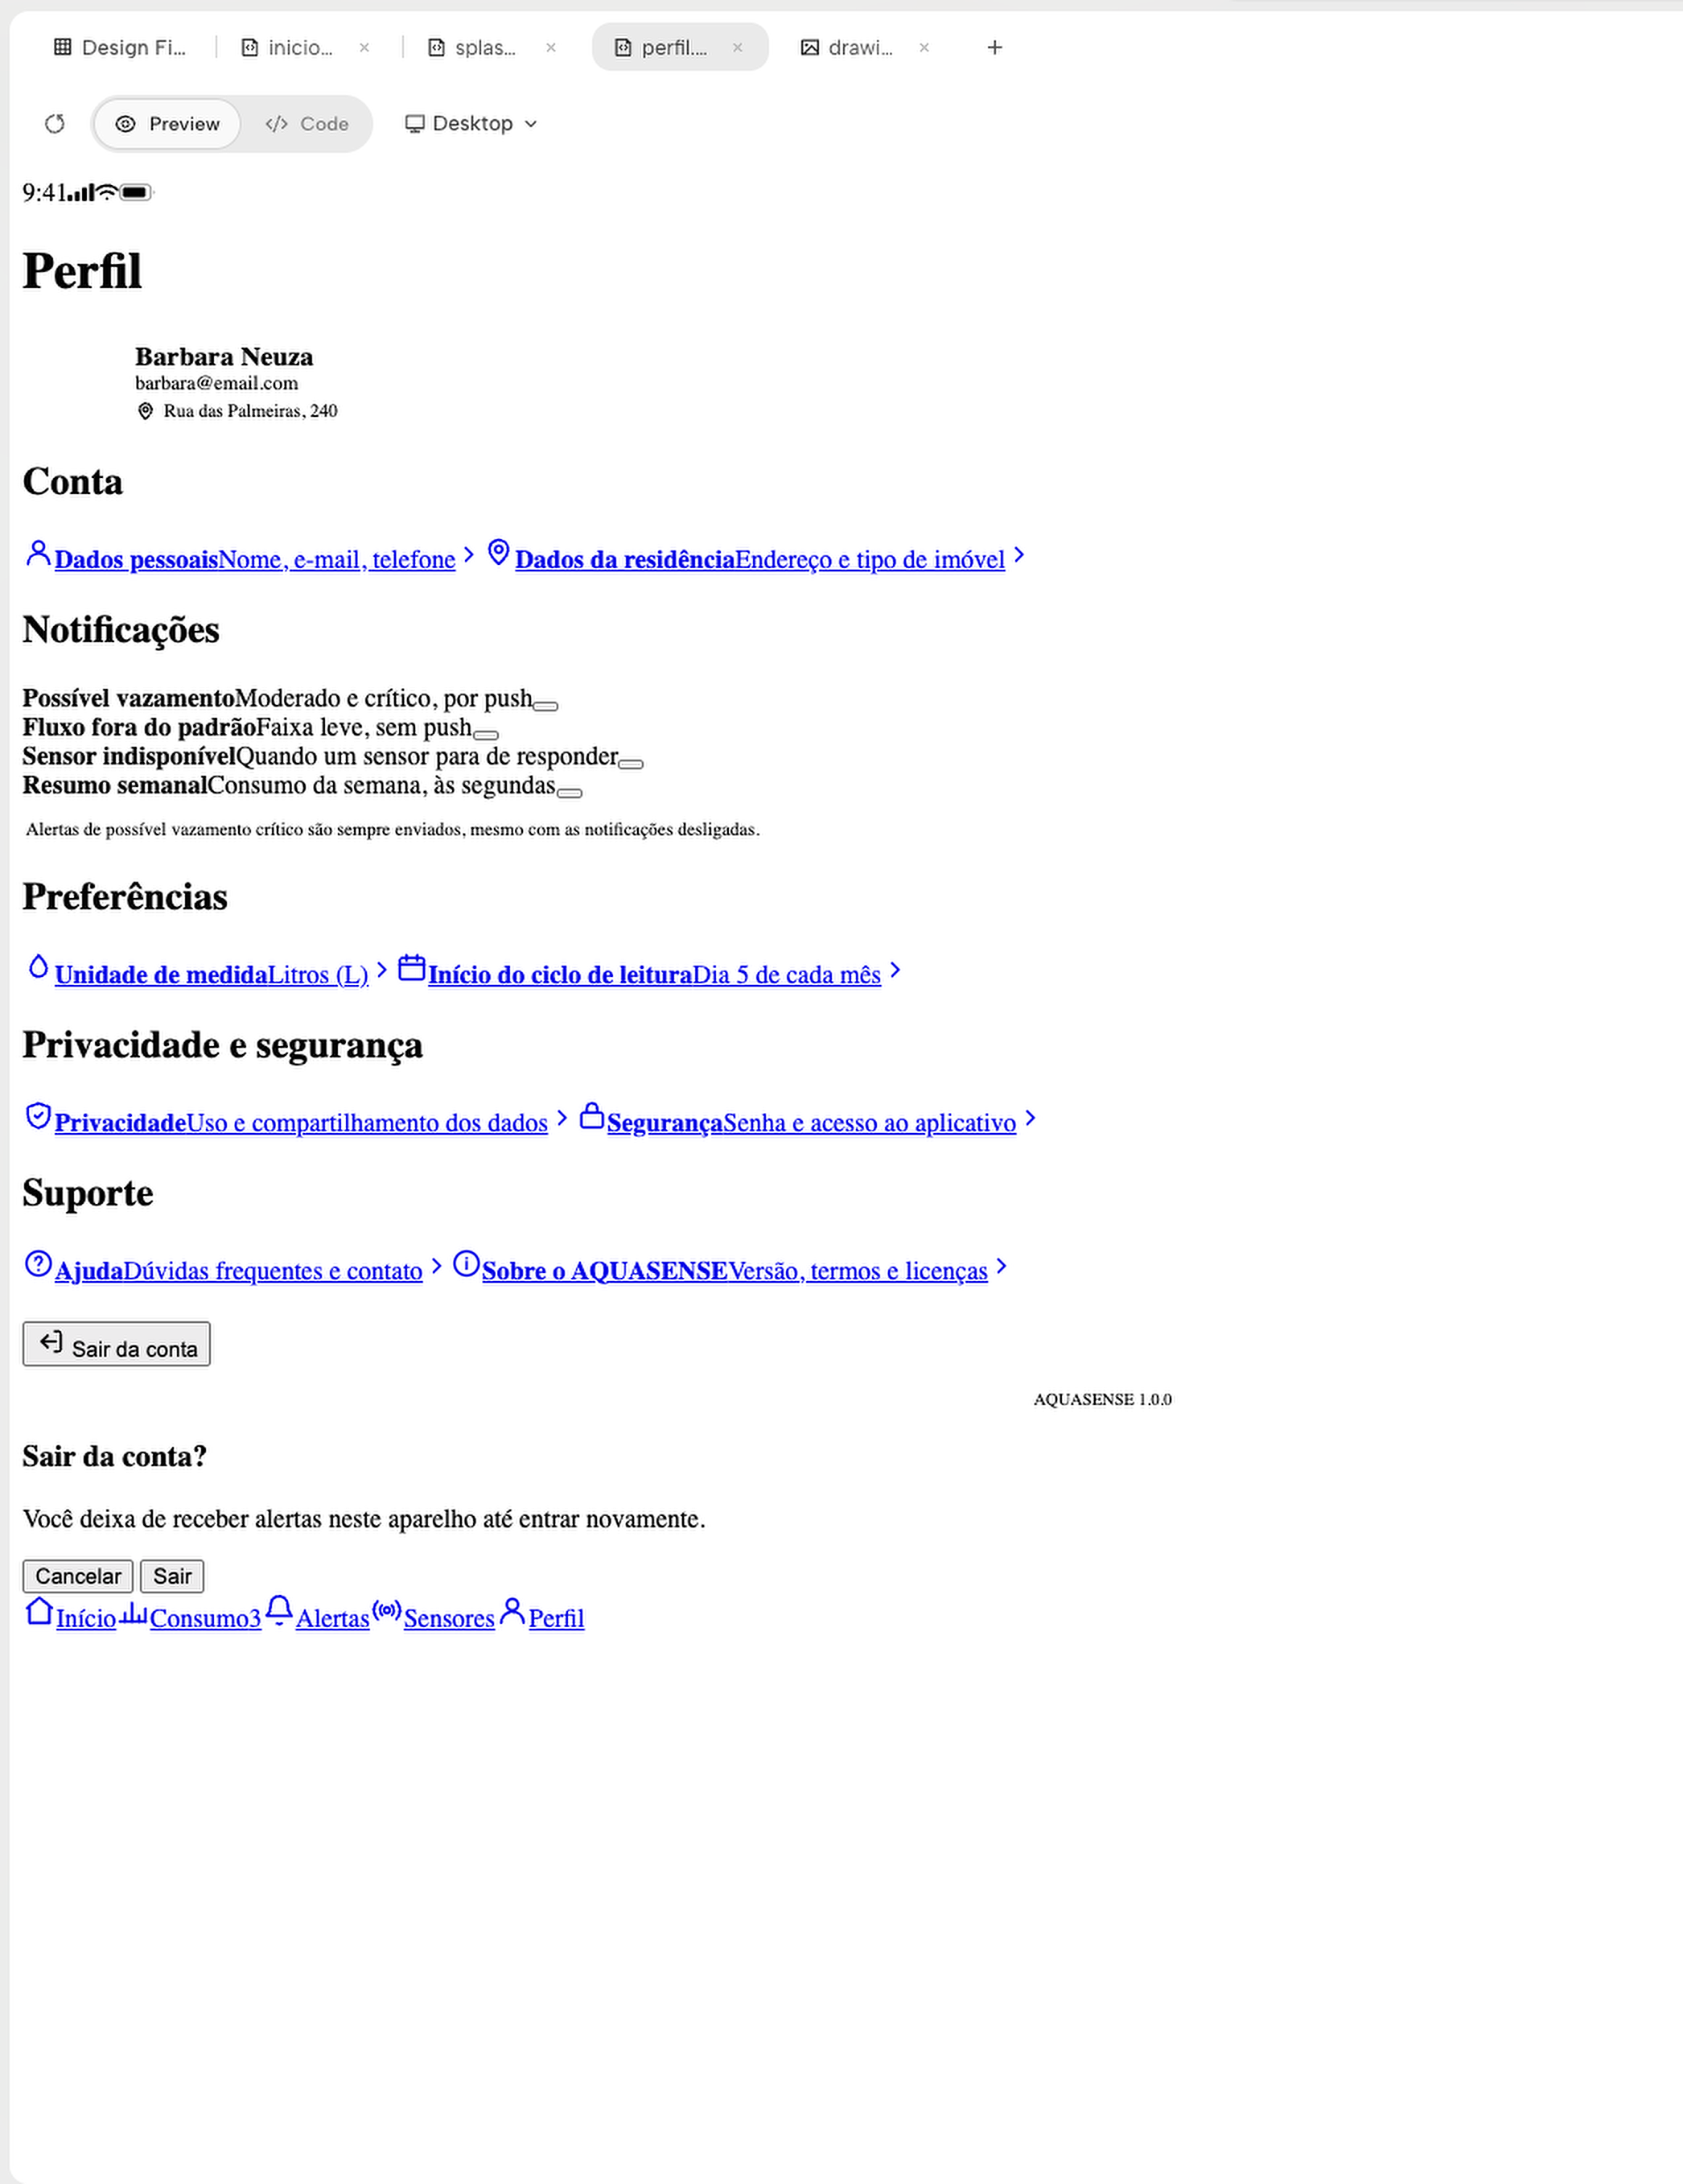 Design Fi...
inicio...
splas...
perfil....
drawi...
Preview
Code
Desktop
9:41
Perfil
Barbara Neuza
barbara@email.com
Rua das Palmeiras, 240
Conta
Dados pessoaisNome, e-mail, telefone Dados da residênciaEndereço e tipo de imóvel
Notificações
Possível vazamentoModerado e crítico, por push
Fluxo fora do padrãoFaixa leve, sem push
Sensor indisponívelQuando um sensor para de responder
Resumo semanalConsumo da semana, às segundas
Alertas de possível vazamento crítico são sempre enviados, mesmo com as notificações desligadas.
Preferências
Unidade de medidaLitros (L) Início do ciclo de leituraDia 5 de cada mês
Privacidade e segurança
PrivacidadeUso e compartilhamento dos dados SegurançaSenha e acesso ao aplicativo
Suporte
AjudaDúvidas frequentes e contato Sobre o AQUASENSEVersão, termos e licenças
Sair da conta
AQUASENSE 1.0.0
Sair da conta?
Você deixa de receber alertas neste aparelho até entrar novamente.
Cancelar Sair
Início Consumo3 Alertas Sensores Perfil